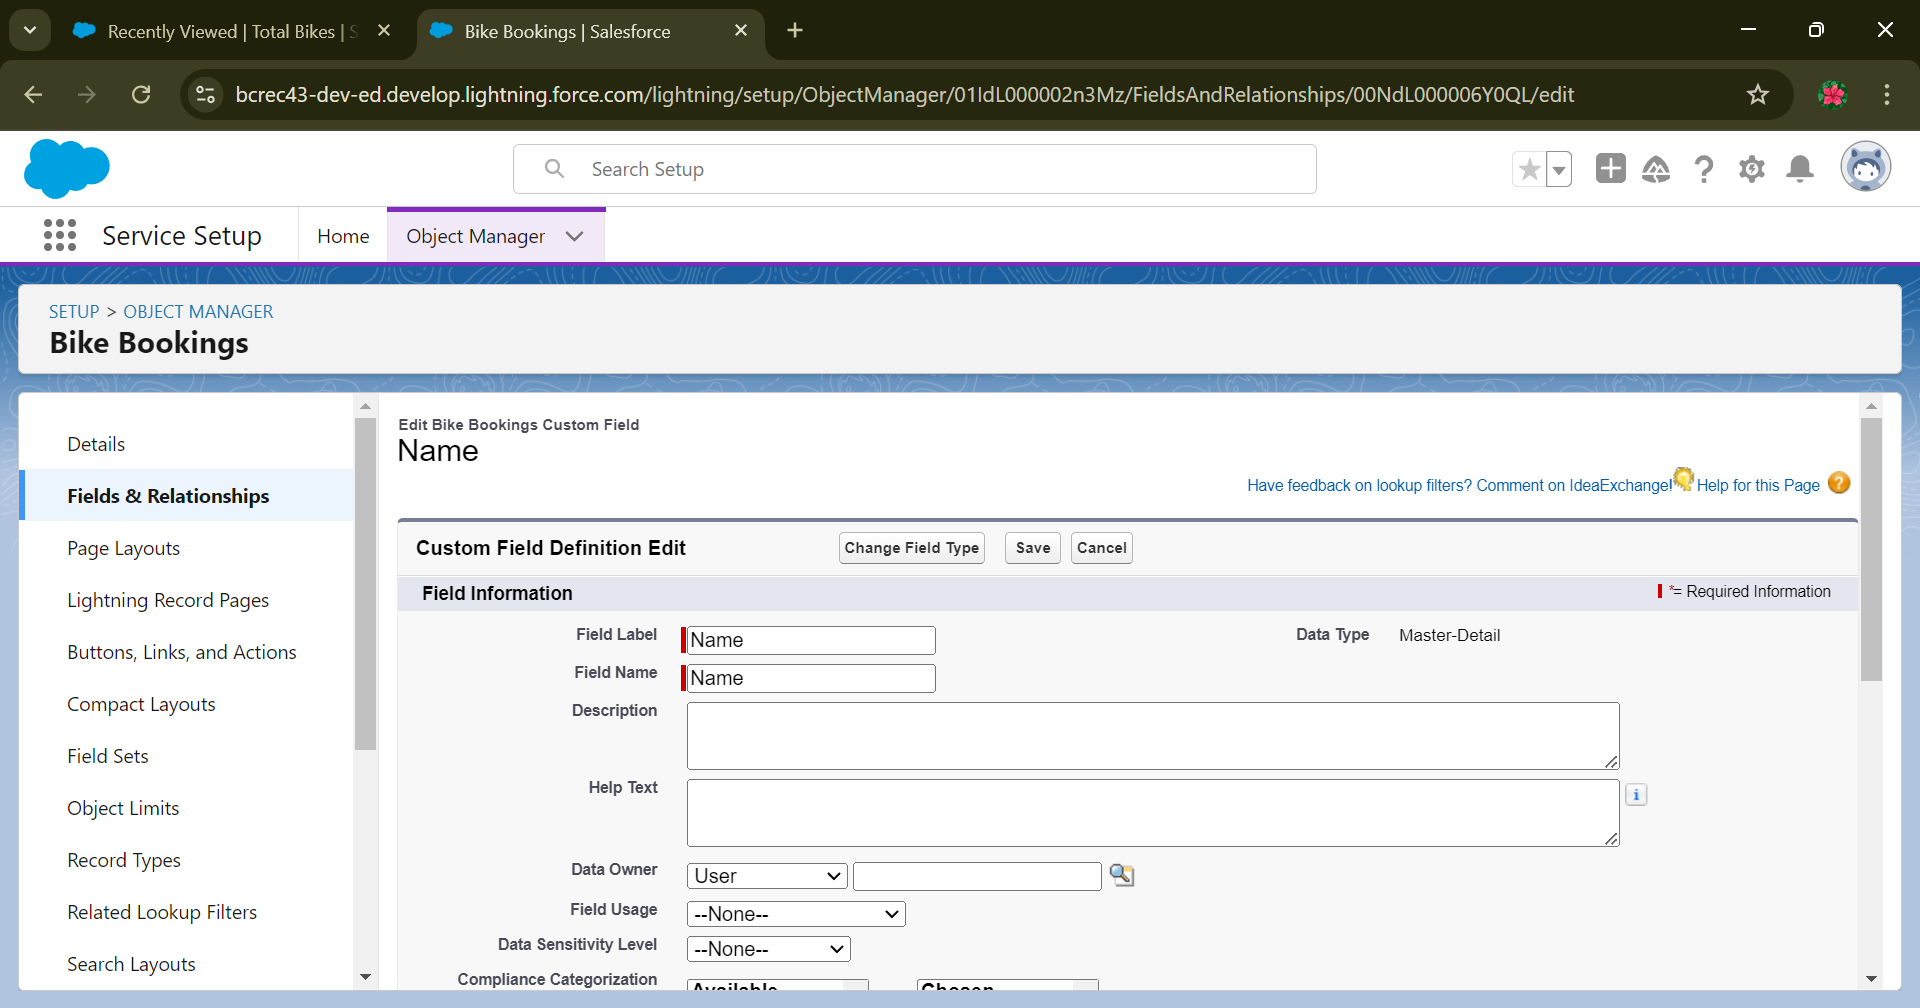 Recently Viewed | Total Bikes | S
Bike Bookings | Salesforce
bcrec43-dev-ed.develop.lightning.force.com/lightning/setup/ObjectManager/01IdL000002n3Mz/FieldsAndRelationships/00NdL000006Y0QL/edit
Search Setup
Service Setup
Home
Object Manager
SETUP > OBJECT MANAGER
Bike Bookings
Details
Fields & Relationships
Page Layouts
Lightning Record Pages
Buttons, Links, and Actions
Compact Layouts
Field Sets
Object Limits
Record Types
Related Lookup Filters
Search Layouts
Edit Bike Bookings Custom Field
Name
Have feedback on lookup filters? Comment on IdeaExchange! Help for this Page ?
Custom Field Definition Edit
Change Field Type
Save
Cancel
Field Information
*= Required Information
Field Label
Name
Data Type
Master-Detail
Field Name
Name
Description
Help Text
i
Data Owner
User
Field Usage
--None--
Data Sensitivity Level
--None--
Compliance Categorization
Available
Chosen